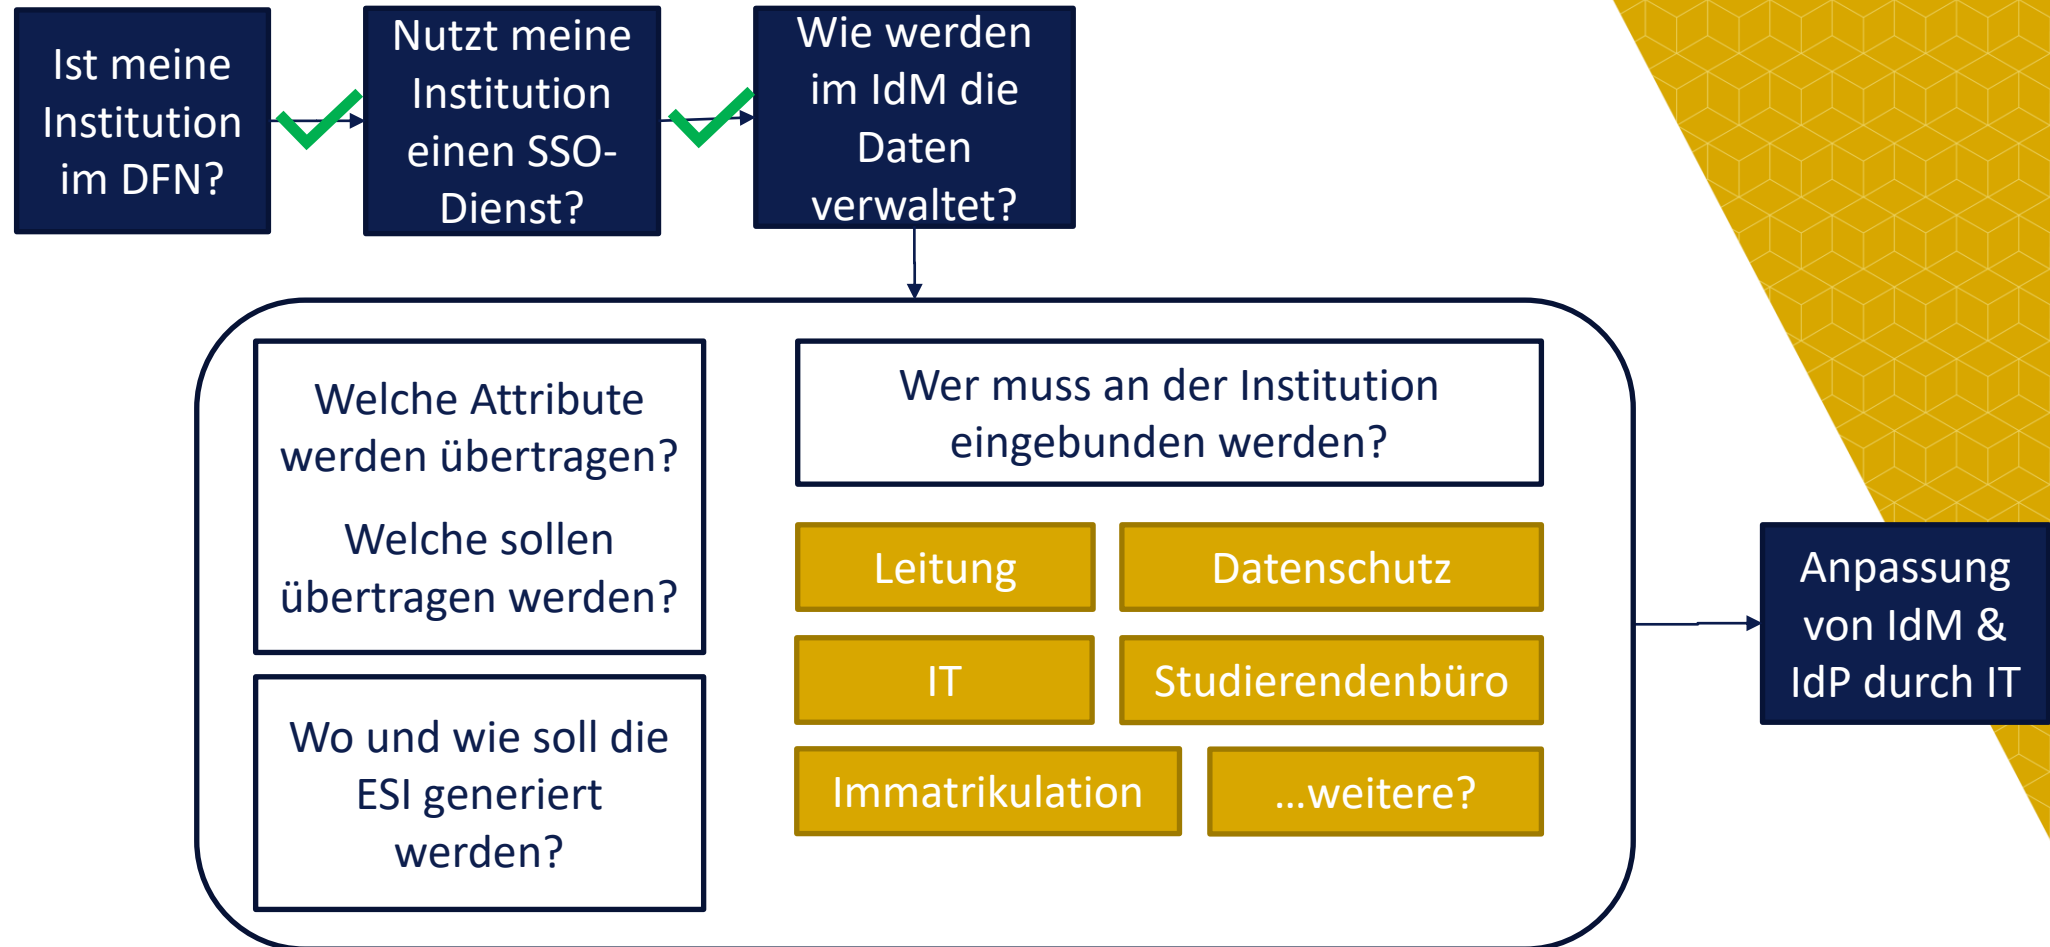 Ist meine
Institution
im DFN?
Nutzt meine
Institution
einen SSO-
Dienst?
Wie werden
im IdM die
Daten
verwaltet?
Welche Attribute
werden übertragen?
Welche sollen
übertragen werden?
Wo und wie soll die
ESI generiert
werden?
Wer muss an der Institution
eingebunden werden?
Leitung
Datenschutz
IT
Studierendenbüro
Immatrikulation
...weitere?
Anpassung
von IdM &
IdP durch IT